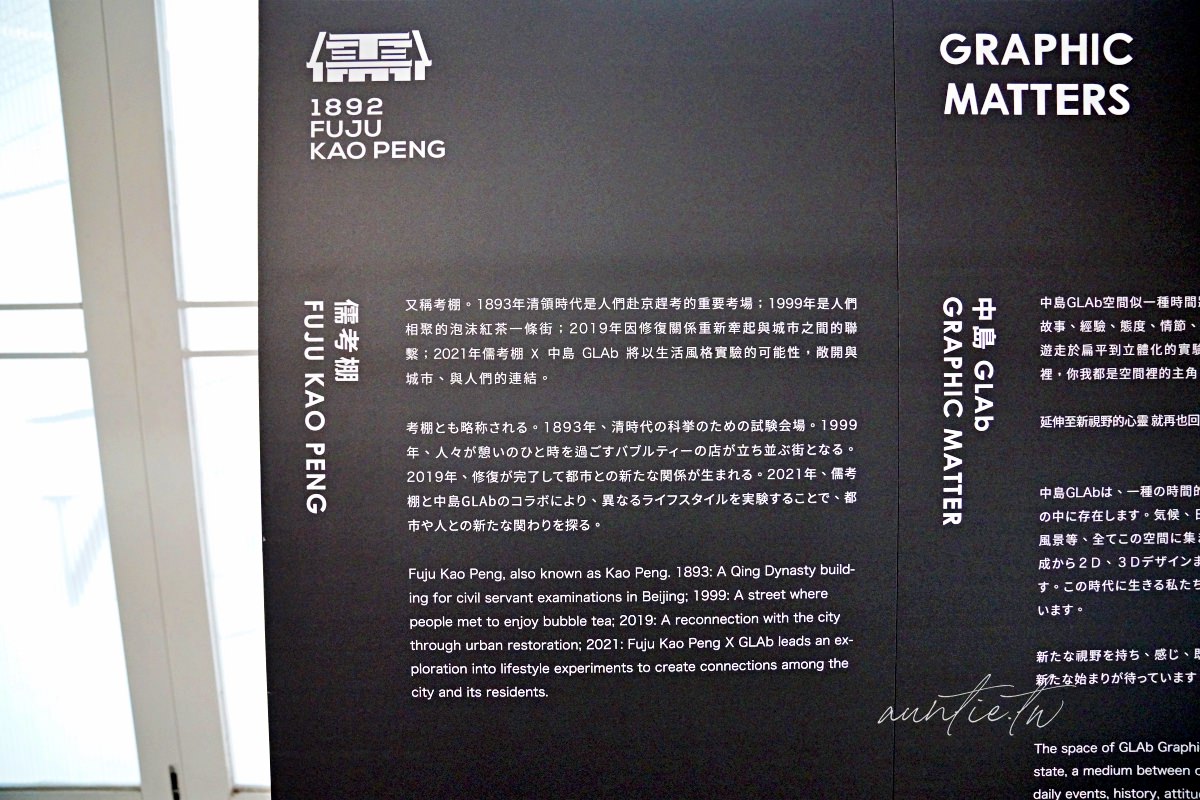 1892
FUJU
KAO PENG
儒考棚
FUJU KAO PENG
又稱考棚。1893年清領時代是人們赴京趕考的重要考場；1999年是人們
相聚的泡沫紅茶一條街；2019年因修復關係重新牽起與城市之間的聯
繫；2021年儒考棚 X 中島 GLAb 將以生活風格實驗的可能性，敞開與
城市、與人們的連結。
考棚とも略称される。1893年、清時代の科挙のための試験会場。1999
年、人々が憩いのひと時を過ごすバブルティーの店が立ち並ぶ街となる。
2019年、修復が完了して都市との新たな関係が生まれる。2021年、儒考
棚と中島GLAbのコラボにより、異なるライフスタイルを実験することで、都
市や人との新たな関わりを探る。
Fuju Kao Peng, also known as Kao Peng. 1893: A Qing Dynasty build-
ing for civil servant examinations in Beijing; 1999: A street where
people met to enjoy bubble tea; 2019: A reconnection with the city
through urban restoration; 2021: Fuju Kao Peng X GLAb leads an ex-
ploration into lifestyle experiments to create connections among the
city and its residents.
GRAPHIC
MATTERS
中島 GLAb
GRAPHIC MATTER
中島GLAb空間似一種時間
故事、經驗、態度、情節、
遊走於扁平到立體化的實驗
裡，你我都是空間裡的主角
延伸至新視野的心靈 就再也回
中島GLAbは、一種の時間的
の中に存在します。気候、日
風景等、全てこの空間に集
成から２Ｄ、３Ｄデザイン
す。この時代に生きる私た
います。
新たな視野を持ち、感じ、
新たな始まりが待っています
The space of GLAb Graphi
state, a medium between
daily events, history, attitu
auntie.tw